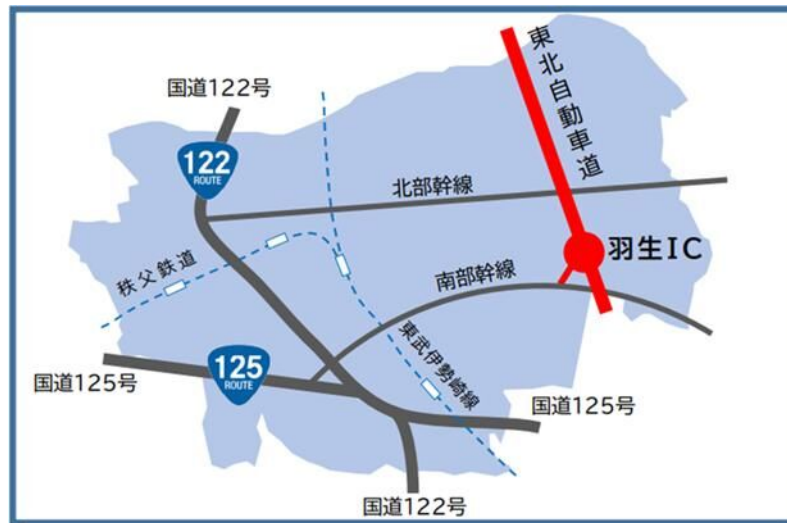 東北自動車道
国道122号
122
ROUTE
北部幹線
羽生IC
秩父鉄道
南部幹線
東武伊勢崎線
125
ROUTE
国道125号
国道125号
国道122号